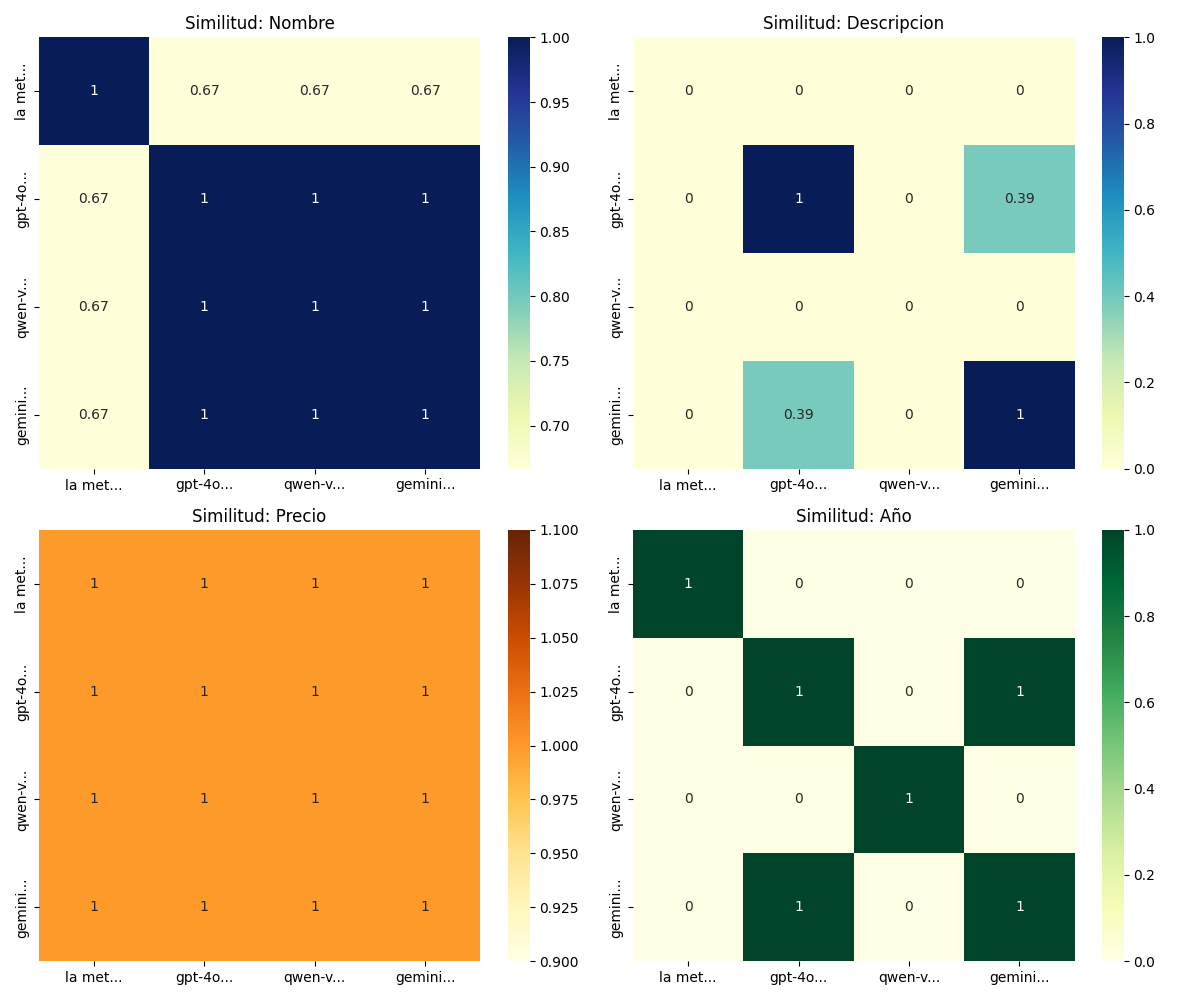 Similitud: Nombre
la met...
gpt-4o...
qwen-v...
gemini...
1 0.67 0.67 0.67
0.67 1 1 1
0.67 1 1 1
0.67 1 1 1
la met... gpt-4o... qwen-v... gemini...
1.00
0.95
0.90
0.85
0.80
0.75
0.70
Similitud: Descripcion
la met...
gpt-4o...
qwen-v...
gemini...
0 0 0 0
0 1 0 0.39
0 0 0 0
0 0.39 0 1
la met... gpt-4o... qwen-v... gemini...
1.0
0.8
0.6
0.4
0.2
0.0
Similitud: Precio
la met...
gpt-4o...
qwen-v...
gemini...
1 1 1 1
1 1 1 1
1 1 1 1
1 1 1 1
la met... gpt-4o... qwen-v... gemini...
1.100
1.075
1.050
1.025
1.000
0.975
0.950
0.925
0.900
Similitud: Año
la met...
gpt-4o...
qwen-v...
gemini...
1 0 0 0
0 1 0 1
0 0 1 0
0 1 0 1
la met... gpt-4o... qwen-v... gemini...
1.0
0.8
0.6
0.4
0.2
0.0